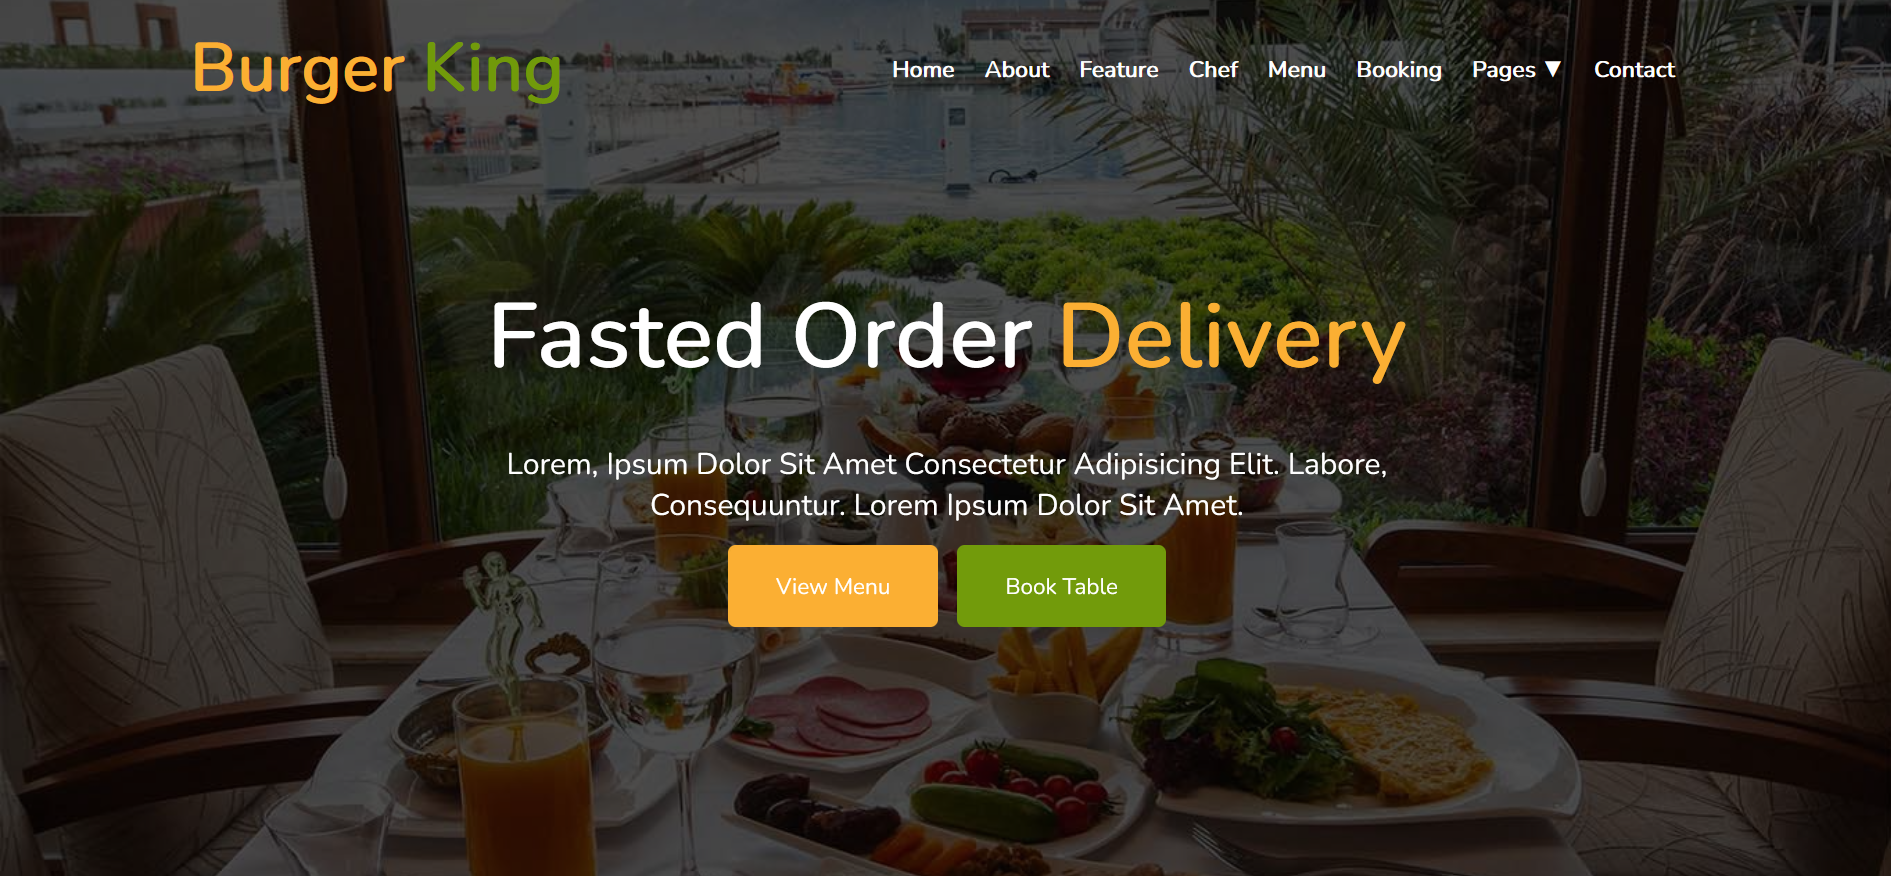 Burger King
Home About Feature Chef Menu Booking Pages ▼ Contact
Fasted Order Delivery
Lorem, Ipsum Dolor Sit Amet Consectetur Adipisicing Elit. Labore,
Consequuntur. Lorem Ipsum Dolor Sit Amet.
View Menu Book Table